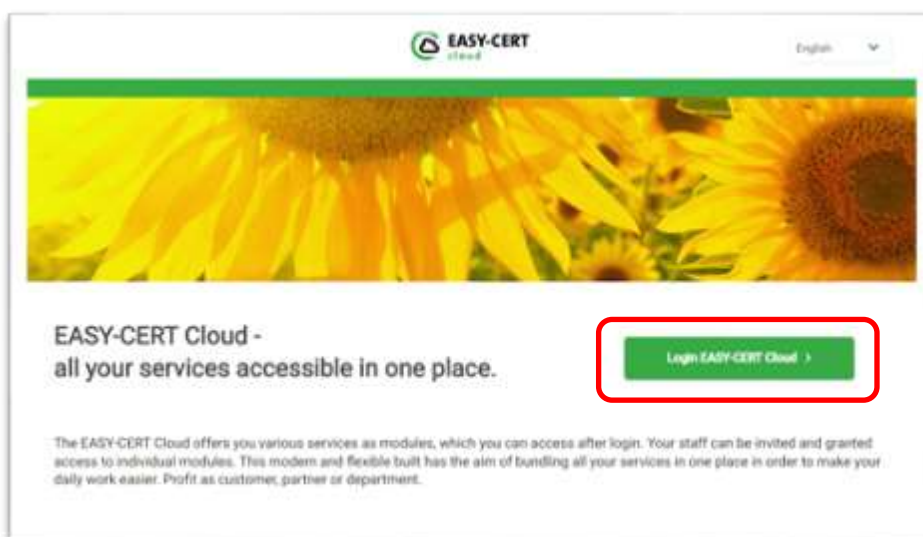 EASY-CERT
cloud
English
EASY-CERT Cloud -
all your services accessible in one place.
Login EASY-CERT Cloud >
The EASY-CERT Cloud offers you various services as modules, which you can access after login. Your staff can be invited and granted
access to individual modules. This modern and flexible built has the aim of bundling all your services in one place in order to make your
daily work easier. Profit as customer, partner or department.